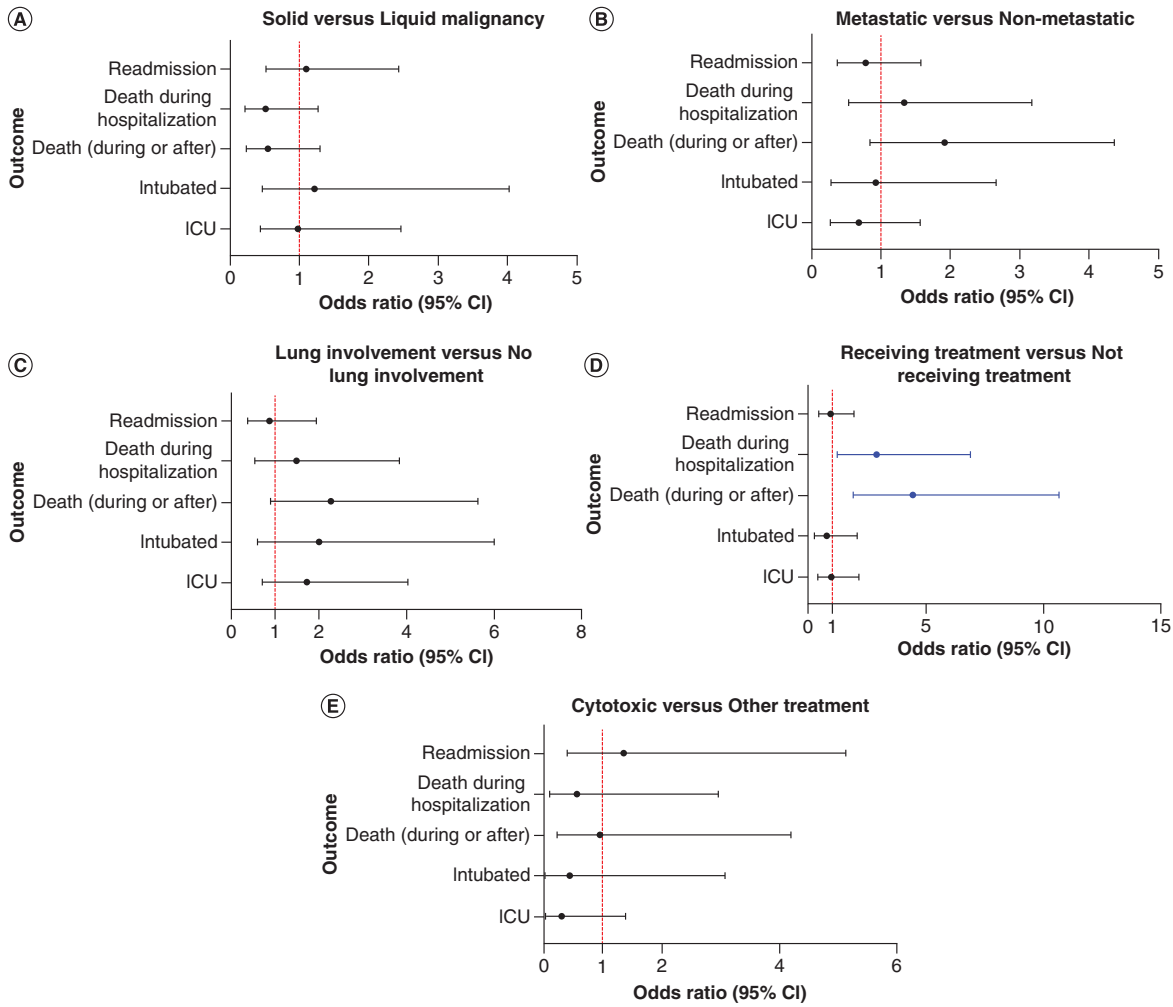 A
Solid versus Liquid malignancy
Outcome
Readmission
Death during
hospitalization
Death (during or after)
Intubated
ICU
0 1 2 3 4 5
Odds ratio (95% CI)
B
Metastatic versus Non-metastatic
Outcome
Readmission
Death during
hospitalization
Death (during or after)
Intubated
ICU
0 1 2 3 4 5
Odds ratio (95% CI)
C
Lung involvement versus No
lung involvement
Outcome
Readmission
Death during
hospitalization
Death (during or after)
Intubated
ICU
0 1 2 4 6 8
Odds ratio (95% CI)
D
Receiving treatment versus Not
receiving treatment
Outcome
Readmission
Death during
hospitalization
Death (during or after)
Intubated
ICU
0 1 5 10 15
Odds ratio (95% CI)
E
Cytotoxic versus Other treatment
Outcome
Readmission
Death during
hospitalization
Death (during or after)
Intubated
ICU
0 1 2 4 6
Odds ratio (95% CI)